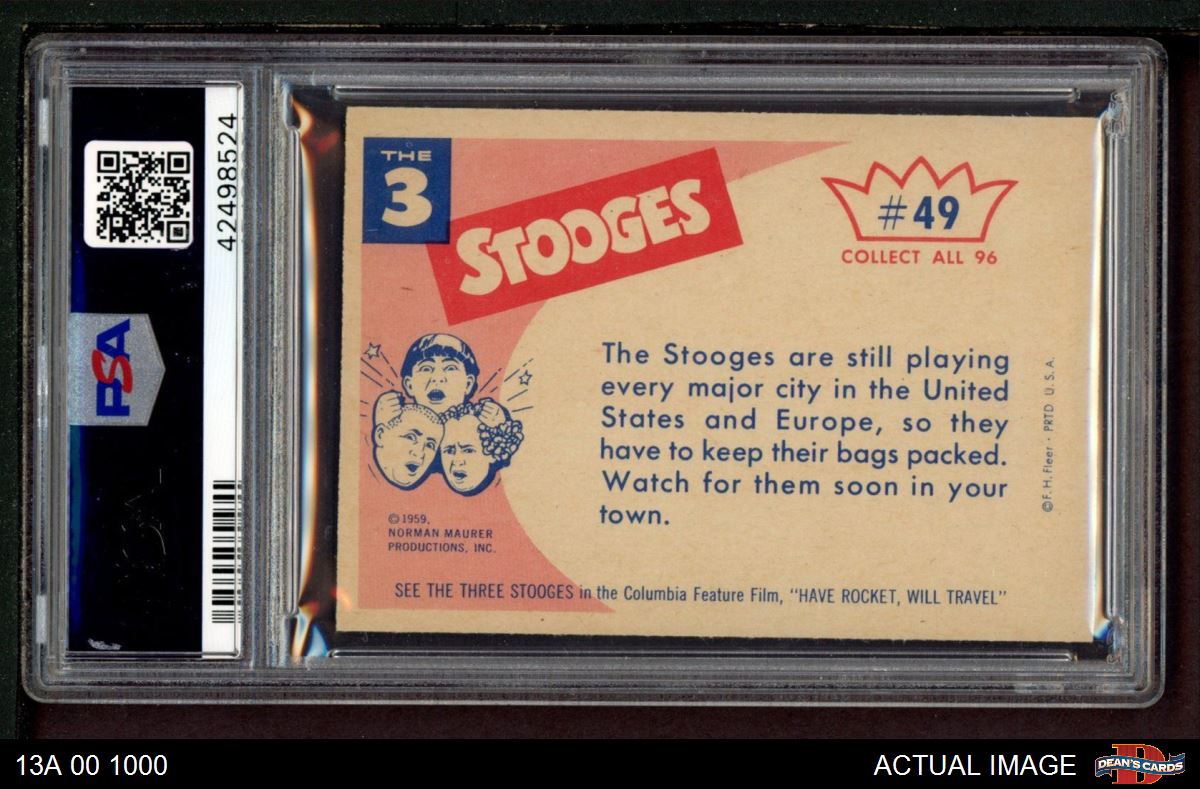 42498524
PSA
THE
3
STOOGES
#49
COLLECT ALL 96
The Stooges are still playing
every major city in the United
States and Europe, so they
have to keep their bags packed.
Watch for them soon in your
town.
© F. H. Fleer · PRTD U. S. A.
© 1959,
NORMAN MAURER
PRODUCTIONS, INC.
SEE THE THREE STOOGES in the Columbia Feature Film, "HAVE ROCKET, WILL TRAVEL"
13A 00 1000
ACTUAL IMAGE
DEAN'S CARDS